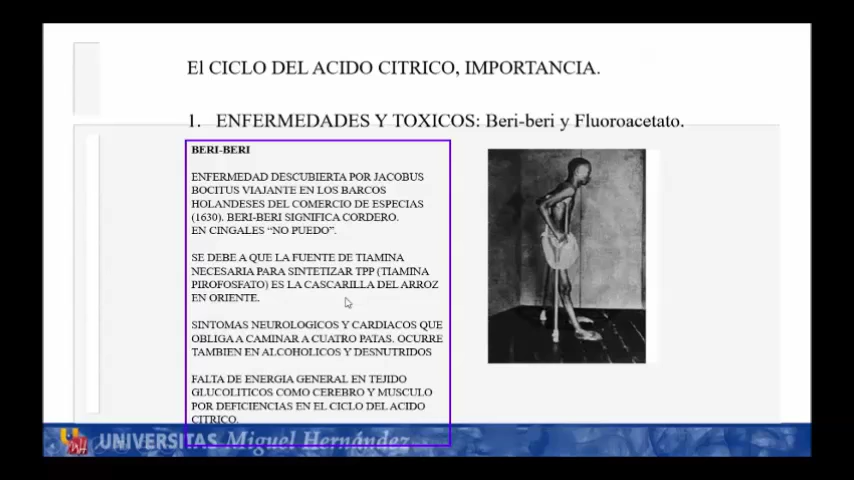 El CICLO DEL ACIDO CITRICO, IMPORTANCIA.
1. ENFERMEDADES Y TOXICOS: Beri-beri y Fluoroacetato.
BERI-BERI
ENFERMEDAD DESCUBIERTA POR JACOBUS
BOCITUS VIAJANTE EN LOS BARCOS
HOLANDESES DEL COMERCIO DE ESPECIAS
(1630). BERI-BERI SIGNIFICA CORDERO.
EN CINGALES “NO PUEDO”.
SE DEBE A QUE LA FUENTE DE TIAMINA
NECESARIA PARA SINTETIZAR TPP (TIAMINA
PIROFOSFATO) ES LA CASCARILLA DEL ARROZ
EN ORIENTE.
SINTOMAS NEUROLOGICOS Y CARDIACOS QUE
OBLIGA A CAMINAR A CUATRO PATAS. OCURRE
TAMBIEN EN ALCOHOLICOS Y DESNUTRIDOS
FALTA DE ENERGIA GENERAL EN TEJIDO
GLUCOLITICOS COMO CEREBRO Y MUSCULO
POR DEFICIENCIAS EN EL CICLO DEL ACIDO
CITRICO.
UNIVERSITAS Miguel Hernández